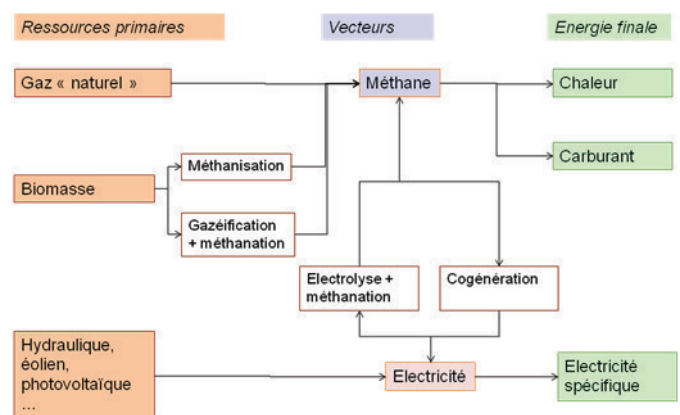 Ressources primaires
Vecteurs
Energie finale
Gaz « naturel »
Méthane
Chaleur
Carburant
Méthanisation
Biomasse
Gazéification
+ méthanation
Electrolyse +
méthanation
Cogénération
Hydraulique,
éolien,
photovoltaïque
...
Electricité
Electricité
spécifique